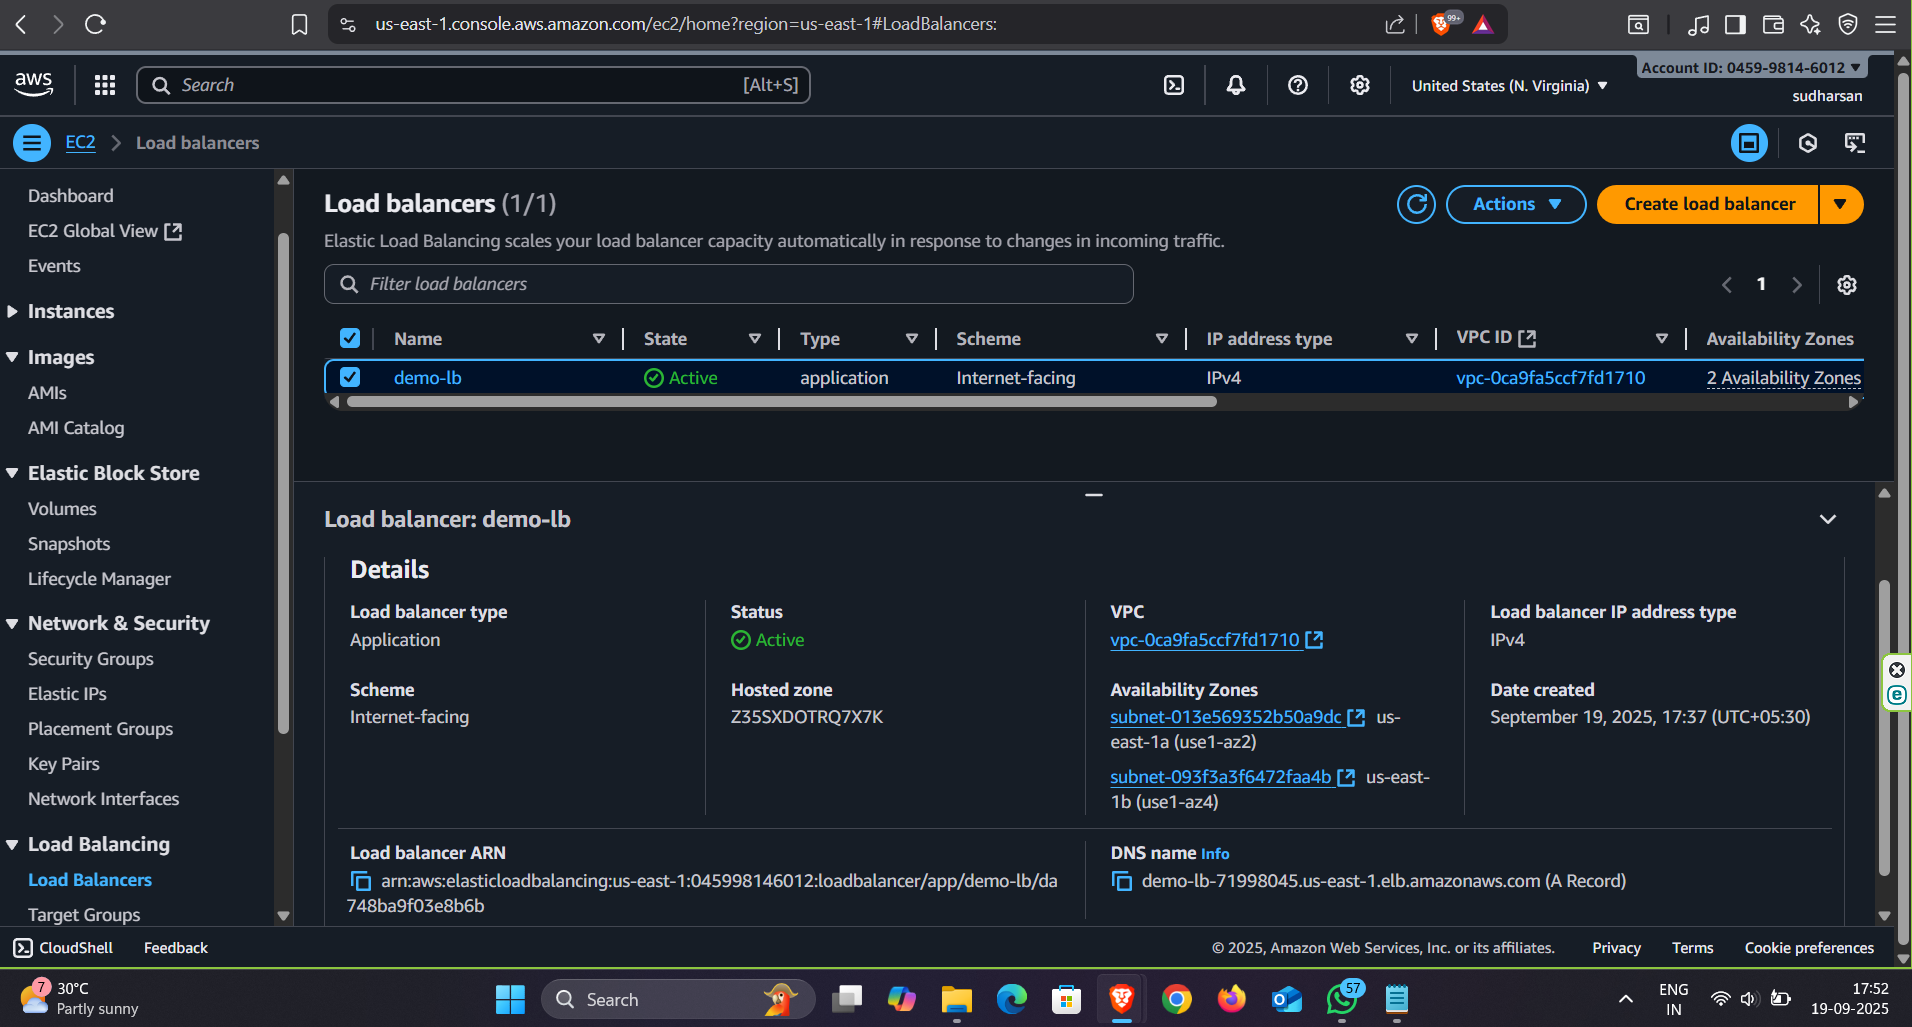 us-east-1.console.aws.amazon.com/ec2/home?region=us-east-1#LoadBalancers:
99+
aws
Search
[Alt+S]
United States (N. Virginia)
Account ID: 0459-9814-6012
sudharsan
EC2
Load balancers
Dashboard
EC2 Global View
Events
Instances
Images
AMIs
AMI Catalog
Elastic Block Store
Volumes
Snapshots
Lifecycle Manager
Network & Security
Security Groups
Elastic IPs
Placement Groups
Key Pairs
Network Interfaces
Load Balancing
Load Balancers
Target Groups
Load balancers (1/1)
Actions
Create load balancer
Elastic Load Balancing scales your load balancer capacity automatically in response to changes in incoming traffic.
Filter load balancers
1
Name State Type Scheme IP address type VPC ID Availability Zones
demo-lb Active application Internet-facing IPv4 vpc-0ca9fa5ccf7fd1710 2 Availability Zones
Load balancer: demo-lb
Details
Load balancer type
Application
Status
Active
VPC
vpc-0ca9fa5ccf7fd1710
Load balancer IP address type
IPv4
Scheme
Internet-facing
Hosted zone
Z35SXDOTRQ7X7K
Availability Zones
subnet-013e569352b50a9dc us-
east-1a (use1-az2)
subnet-093f3a3f6472faa4b us-east-
1b (use1-az4)
Date created
September 19, 2025, 17:37 (UTC+05:30)
Load balancer ARN
arn:aws:elasticloadbalancing:us-east-1:045998146012:loadbalancer/app/demo-lb/da
748ba9f03e8b6b
DNS name Info
demo-lb-71998045.us-east-1.elb.amazonaws.com (A Record)
CloudShell
Feedback
© 2025, Amazon Web Services, Inc. or its affiliates.
Privacy
Terms
Cookie preferences
7
30°C
Partly sunny
Search
57
ENG
IN
17:52
19-09-2025